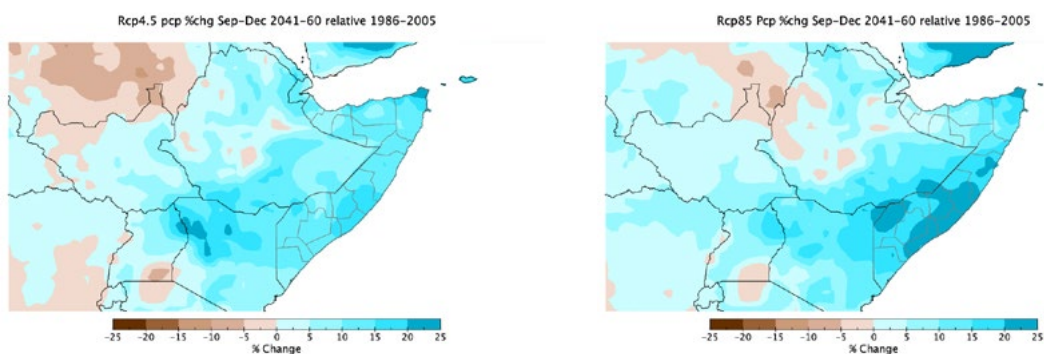 Rcp4.5 pcp %chg Sep-Dec 2041-60 relative 1986-2005
-25 -20 -15 -10 -5 0 5 10 15 20 25
% Change
Rcp85 Pcp %chg Sep-Dec 2041-60 relative 1986-2005
-25 -20 -15 -10 -5 0 5 10 15 20 25
% Change